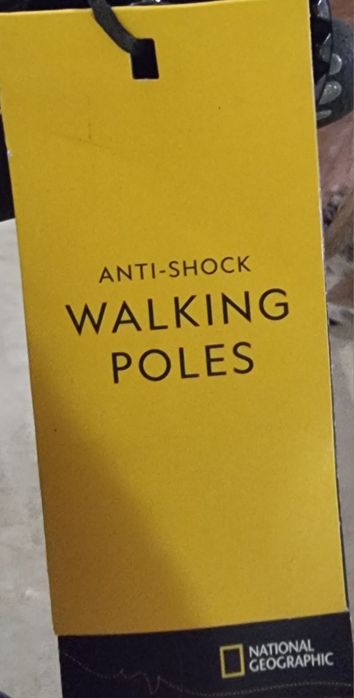 ANTI-SHOCK
WALKING
POLES
NATIONAL
GEOGRAPHIC